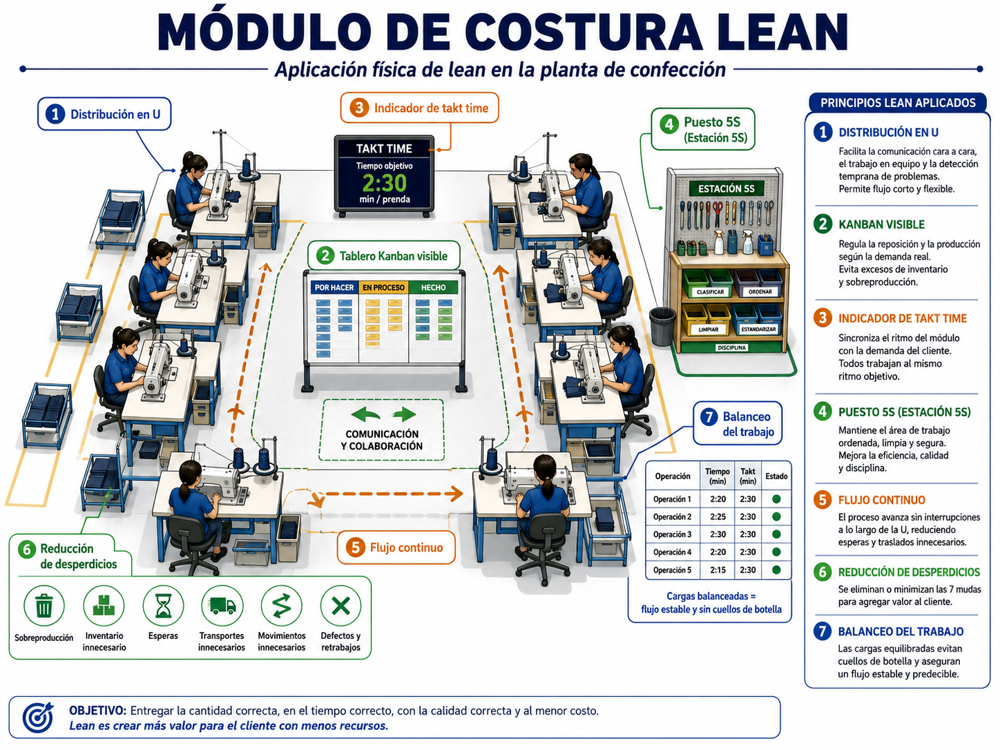 MÓDULO DE COSTURA LEAN
Aplicación física de lean en la planta de confección
1 Distribución en U
3 Indicador de takt time
TAKT TIME
Tiempo objetivo
2:30
min / prenda
4 Puesto 5S
(Estación 5S)
ESTACIÓN 5S
CLASIFICAR
ORDENAR
LIMPIAR
ESTANDARIZAR
DISCIPLINA
2 Tablero Kanban visible
POR HACER EN PROCESO HECHO
COMUNICACIÓN
Y COLABORACIÓN
7 Balanceo
del trabajo
Operación Tiempo (min) Takt (min) Estado
Operación 1 2:20 2:30
Operación 2 2:25 2:30
Operación 3 2:30 2:30
Operación 4 2:20 2:30
Operación 5 2:15 2:30
Cargas balanceadas =
flujo estable y sin cuellos de botella
5 Flujo continuo
6 Reducción
de desperdicios
Sobreproducción
Inventario
innecesario
Esperas
Transportes
innecesarios
Movimientos
innecesarios
Defectos y
retrabajos
PRINCIPIOS LEAN APLICADOS
1 DISTRIBUCIÓN EN U
Facilita la comunicación cara a cara,
el trabajo en equipo y la detección
temprana de problemas.
Permite flujo corto y flexible.
2 KANBAN VISIBLE
Regula la reposición y la producción
según la demanda real.
Evita excesos de inventario
y sobreproducción.
3 INDICADOR DE TAKT TIME
Sincroniza el ritmo del módulo
con la demanda del cliente.
Todos trabajan al mismo
ritmo objetivo.
4 PUESTO 5S (ESTACIÓN 5S)
Mantiene el área de trabajo
ordenada, limpia y segura.
Mejora la eficiencia, calidad
y disciplina.
5 FLUJO CONTINUO
El proceso avanza sin interrupciones
a lo largo de la U, reduciendo
esperas y traslados innecesarios.
6 REDUCCIÓN DE DESPERDICIOS
Se eliminan o minimizan las 7 mudas
para agregar valor al cliente.
7 BALANCEO DEL TRABAJO
Las cargas equilibradas evitan
cuellos de botella y aseguran
un flujo estable y predecible.
OBJETIVO: Entregar la cantidad correcta, en el tiempo correcto, con la calidad correcta y al menor costo.
Lean es crear más valor para el cliente con menos recursos.